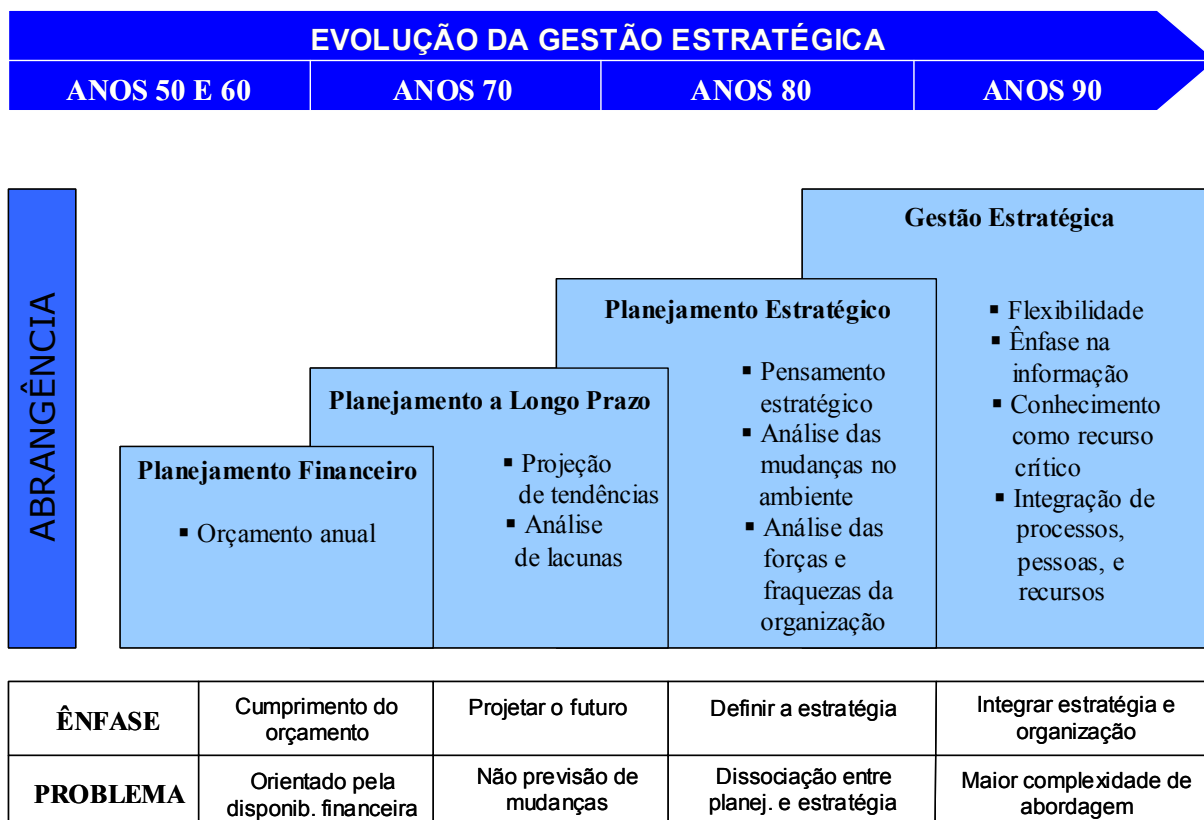 EVOLUÇÃO DA GESTÃO ESTRATÉGICA
ANOS 50 E 60
ANOS 70
ANOS 80
ANOS 90
ABRANGÊNCIA
Planejamento Financeiro
▪ Orçamento anual
Planejamento a Longo Prazo
▪ Projeção
de tendências
▪ Análise
de lacunas
Planejamento Estratégico
▪ Pensamento
estratégico
▪ Análise das
mudanças no
ambiente
▪ Análise das
forças e
fraquezas da
organização
Gestão Estratégica
▪ Flexibilidade
▪ Ênfase na
informação
▪ Conhecimento
como recurso
crítico
▪ Integração de
processos,
pessoas, e
recursos
ÊNFASE
Cumprimento do
orçamento
Projetar o futuro
Definir a estratégia
Integrar estratégia e
organização
PROBLEMA
Orientado pela
disponib. financeira
Não previsão de
mudanças
Dissociação entre
planej. e estratégia
Maior complexidade de
abordagem